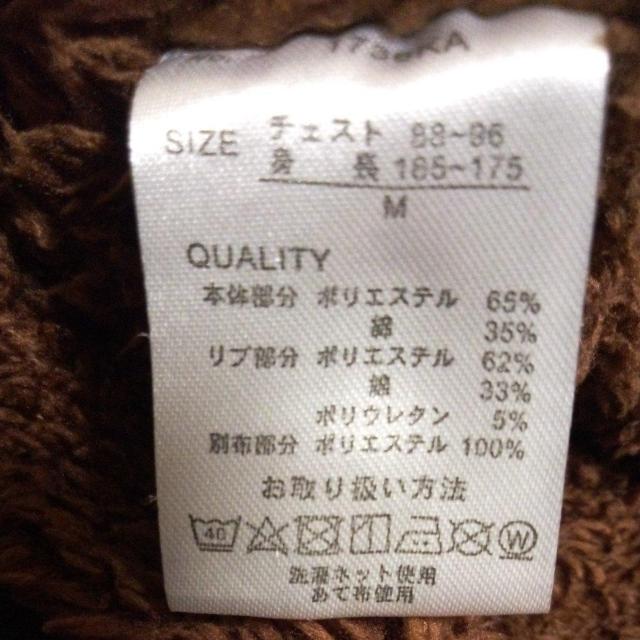 SIZE チェスト 88~96
身 長 165~175
M
QUALITY
本体部分 ポリエステル 65%
綿 35%
リブ部分 ポリエステル 62%
綿 33%
ポリウレタン 5%
別布部分 ポリエステル 100%
お取り扱い方法
40 W
洗濯ネット使用
あて布使用